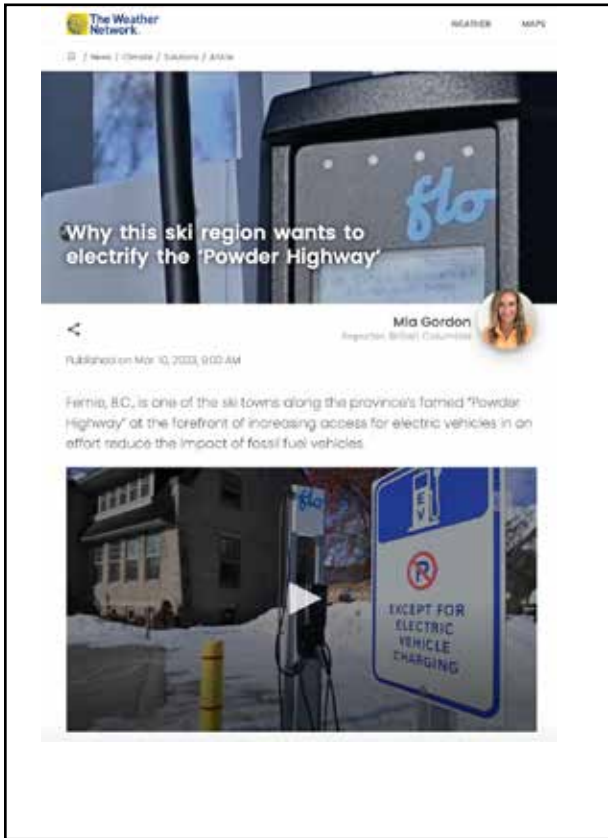 The Weather
Network
WEATHER MAPS
/ News / Climate / Solutions / Article
flo
Why this ski region wants to
electrify the 'Powder Highway'
Mia Gordon
Reporter, British Columbia
Published on Mar. 10, 2023, 9:00 AM
Fernie, B.C., is one of the ski towns along the province's famed "Powder
Highway" at the forefront of increasing access for electric vehicles in an
effort reduce the impact of fossil fuel vehicles.
flo
EV
P
EXCEPT FOR
ELECTRIC
VEHICLE
CHARGING